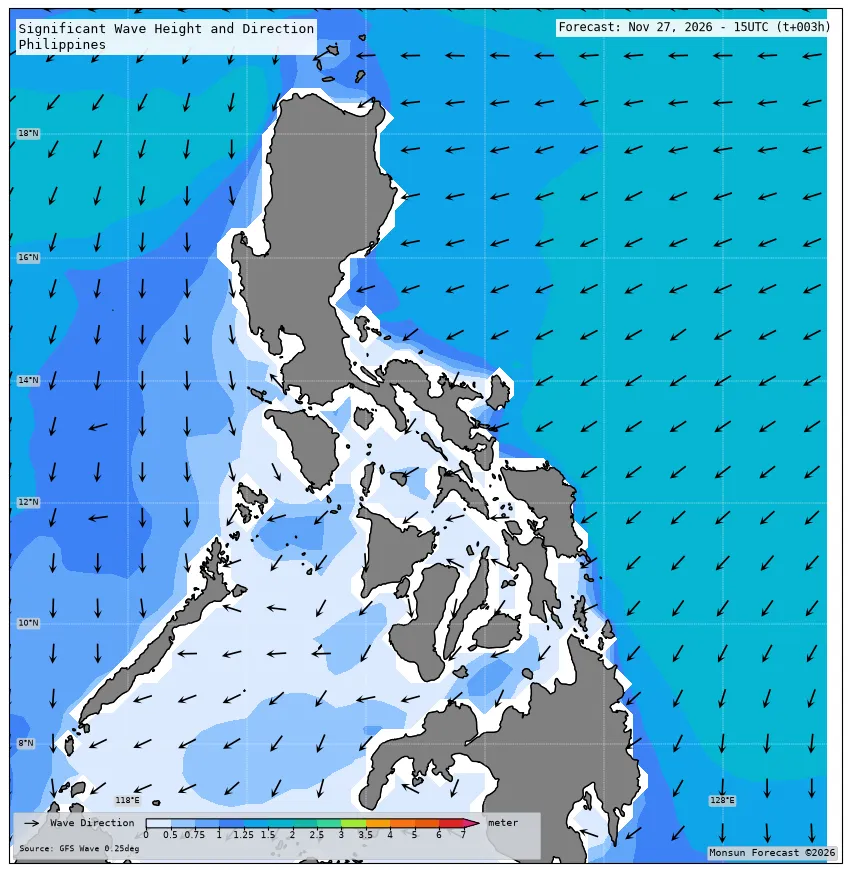 Significant Wave Height and Direction
Philippines
Forecast: Nov 27, 2026 - 15UTC (t+003h)
18°N
16°N
14°N
12°N
10°N
8°N
118°E
128°E
Wave Direction
0 0.5 0.75 1 1.25 1.5 2 2.5 3 3.5 4 5 6 7
meter
Source: GFS Wave 0.25deg
Monsun Forecast ©2026